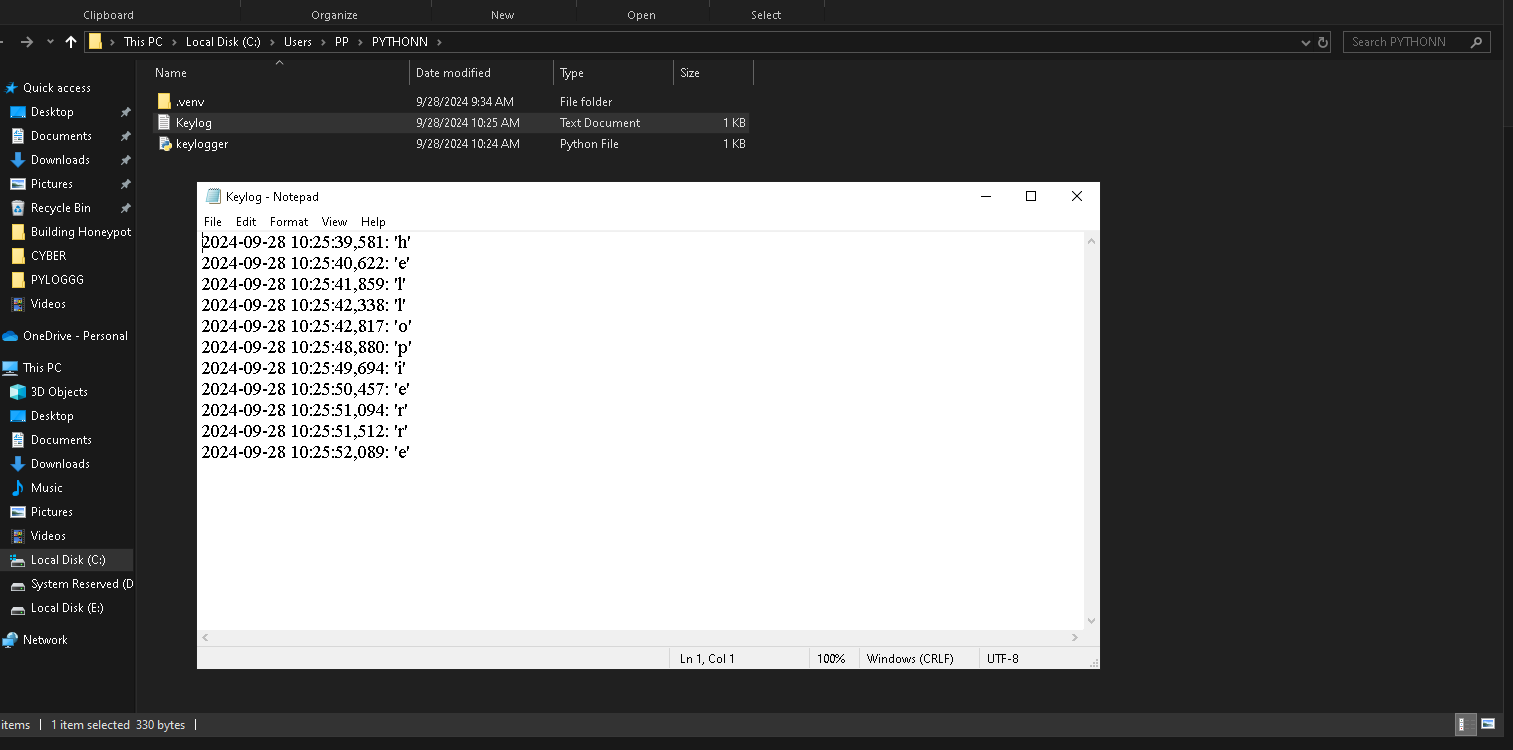 Clipboard
Organize
New
Open
Select
This PC > Local Disk (C:) > Users > PP > PYTHONN >
Search PYTHONN
Name
Date modified
Type
Size
.venv 9/28/2024 9:34 AM File folder
Keylog 9/28/2024 10:25 AM Text Document 1 KB
keylogger 9/28/2024 10:24 AM Python File 1 KB
Quick access
Desktop
Documents
Downloads
Pictures
Recycle Bin
Building Honeypot
CYBER
PYLOGGG
Videos
OneDrive - Personal
This PC
3D Objects
Desktop
Documents
Downloads
Music
Pictures
Videos
Local Disk (C:)
System Reserved (D
Local Disk (E:)
Network
Keylog - Notepad
File Edit Format View Help
2024-09-28 10:25:39,581: 'h'
2024-09-28 10:25:40,622: 'e'
2024-09-28 10:25:41,859: 'l'
2024-09-28 10:25:42,338: 'l'
2024-09-28 10:25:42,817: 'o'
2024-09-28 10:25:48,880: 'p'
2024-09-28 10:25:49,694: 'i'
2024-09-28 10:25:50,457: 'e'
2024-09-28 10:25:51,094: 'r'
2024-09-28 10:25:51,512: 'r'
2024-09-28 10:25:52,089: 'e'
Ln 1, Col 1
100%
Windows (CRLF)
UTF-8
items | 1 item selected 330 bytes |